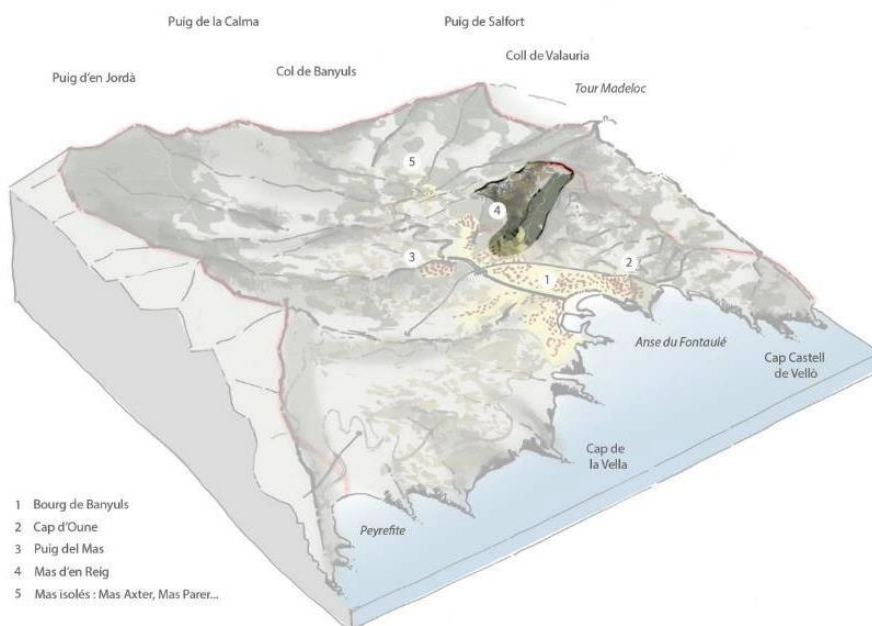 Puig de la Calma
Puig de Salfort
Puig d'en Jordà
Col de Banyuls
Coll de Valauria
Tour Madeloc
5
4
3
2
1
Anse du Fontaulé
Cap Castell
de Vellò
Cap de
la Vella
Peyrefite
1 Bourg de Banyuls
2 Cap d'Oune
3 Puig del Mas
4 Mas d'en Reig
5 Mas isolés : Mas Axter, Mas Parer...